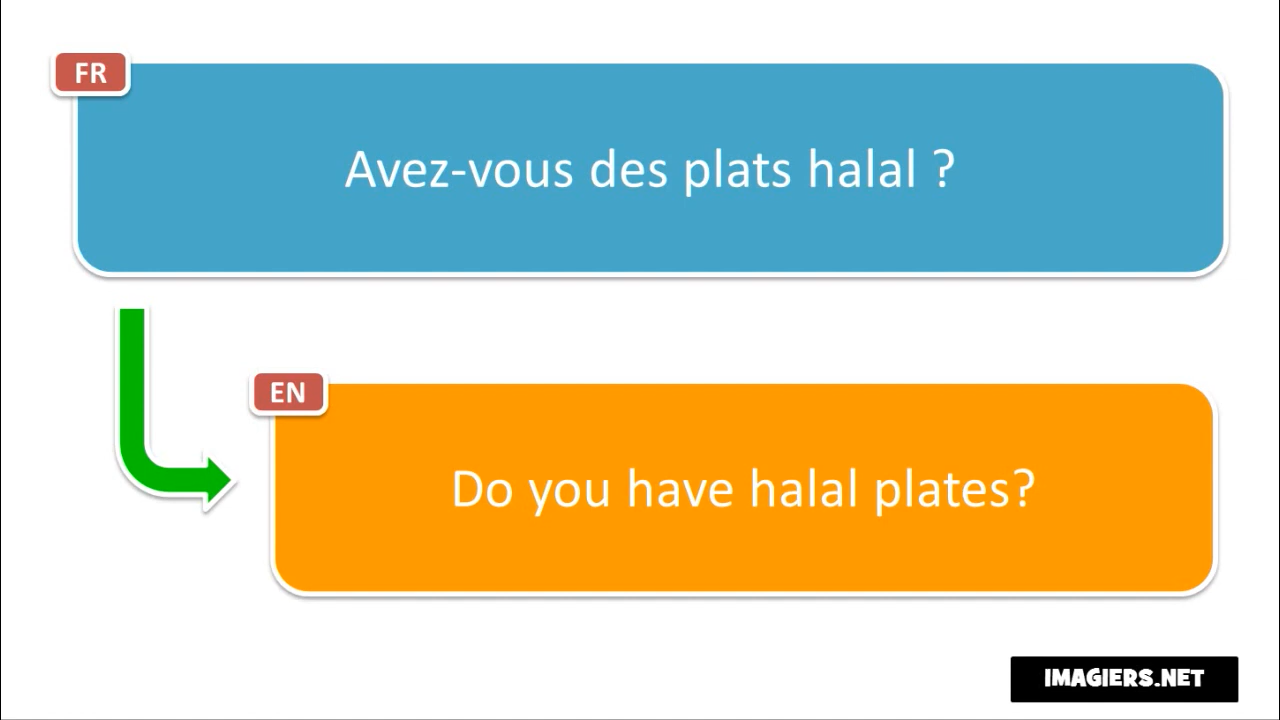 FR
Avez-vous des plats halal ?
EN
Do you have halal plates?
IMAGIERS.NET